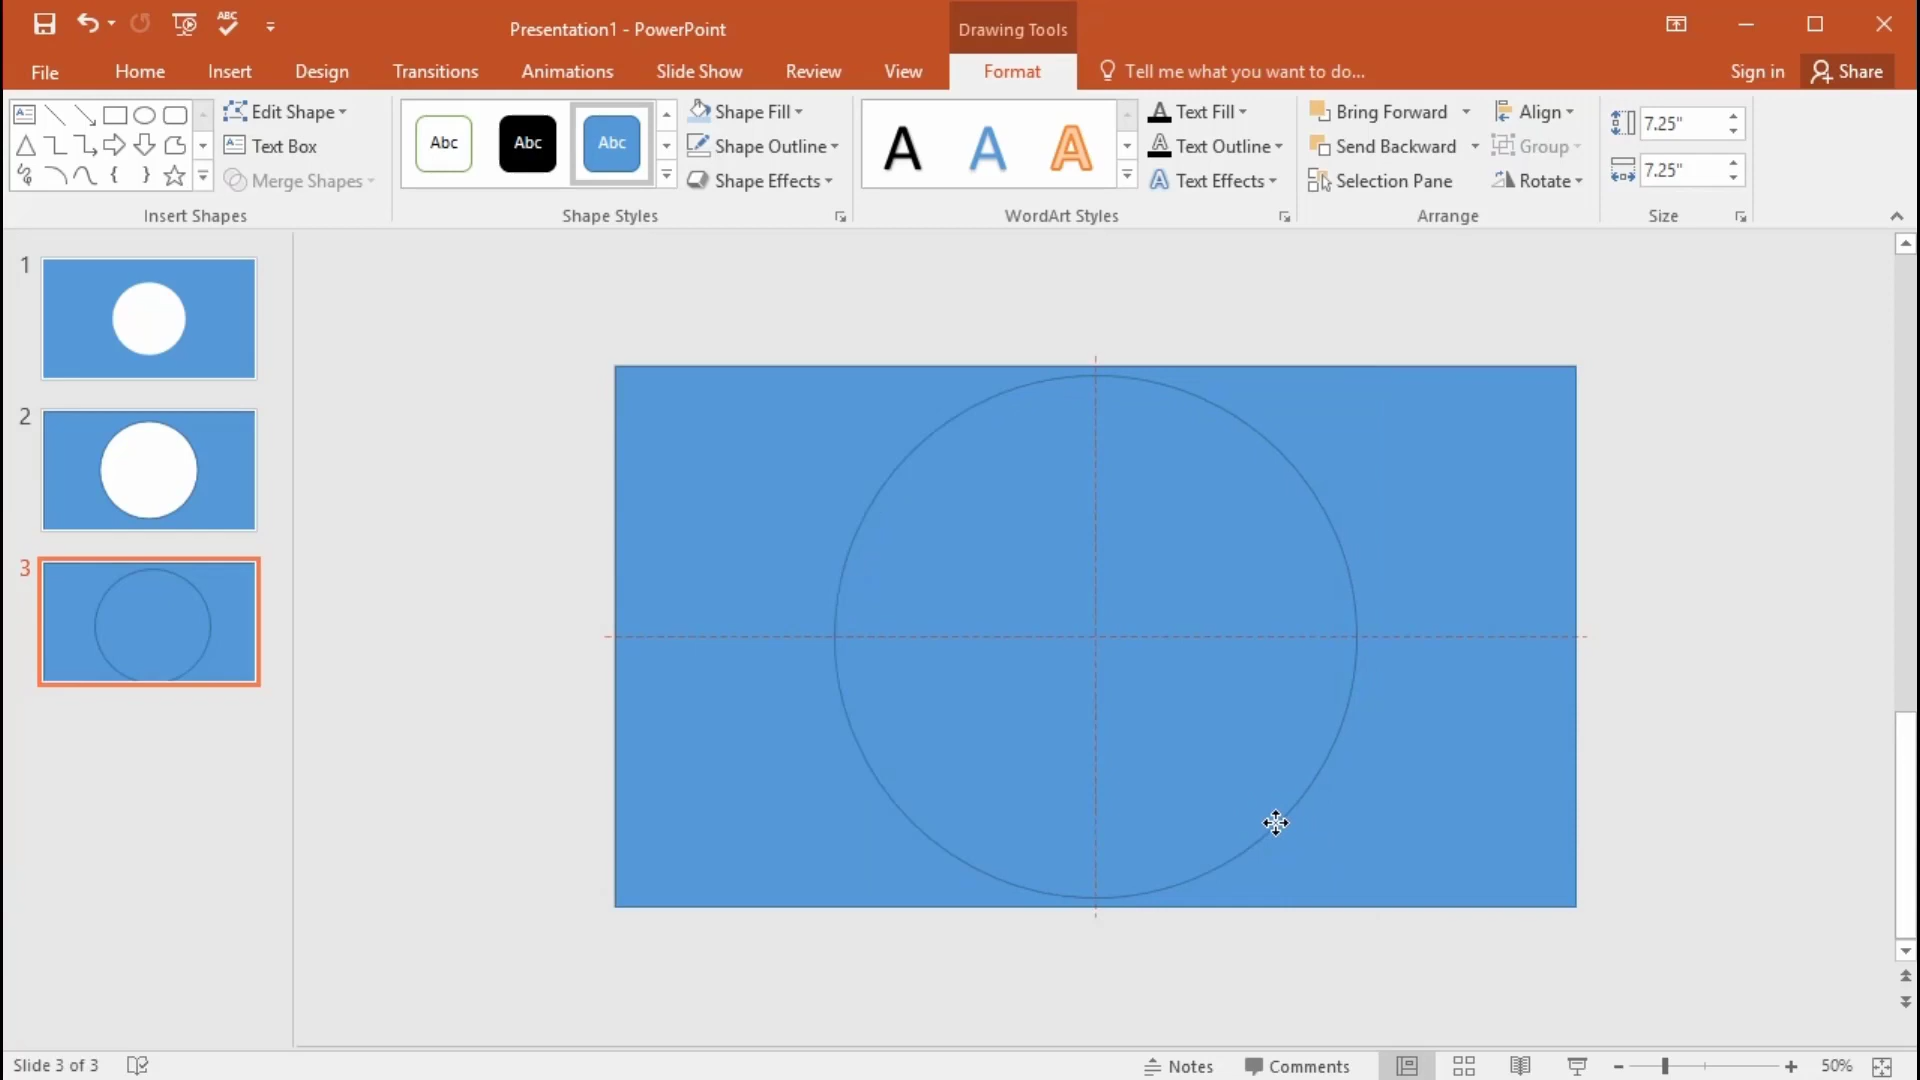 ABC
Presentation1 - PowerPoint
Drawing Tools
File Home Insert Design Transitions Animations Slide Show Review View Format Tell me what you want to do... Sign in Share
Edit Shape
Text Box
Merge Shapes
Insert Shapes
Abc Abc Abc
Shape Fill
Shape Outline
Shape Effects
Shape Styles
A A A
Text Fill
Text Outline
Text Effects
WordArt Styles
Bring Forward
Send Backward
Selection Pane
Align
Group
Rotate
Arrange
7.25"
7.25"
Size
1
2
3
Slide 3 of 3
Notes Comments 50%